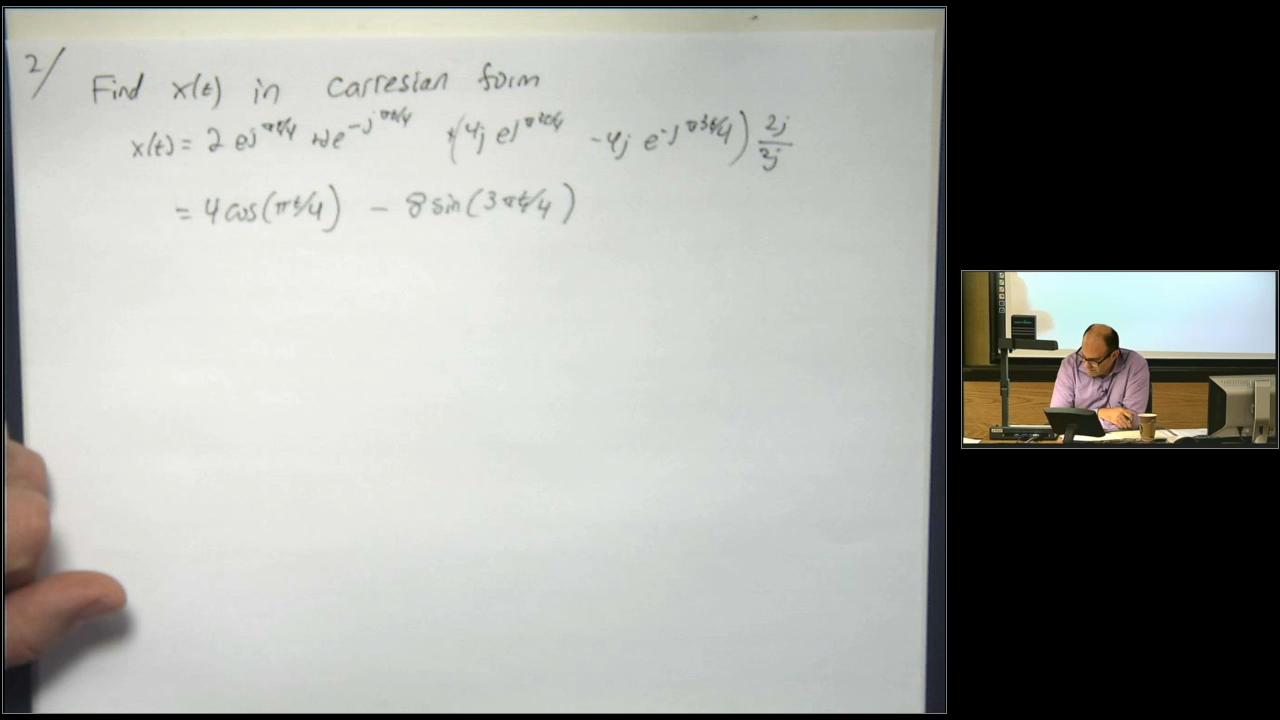 2/ Find x(t) in Carresian form
x(t) = 2 e^{jπt/4} + 2e^{-jπt/4} + (4j e^{jπ3t/4} - 4j e^{-jπ3t/4}) 2j/2j
= 4 cos(πt/4) - 8 sin(3πt/4)